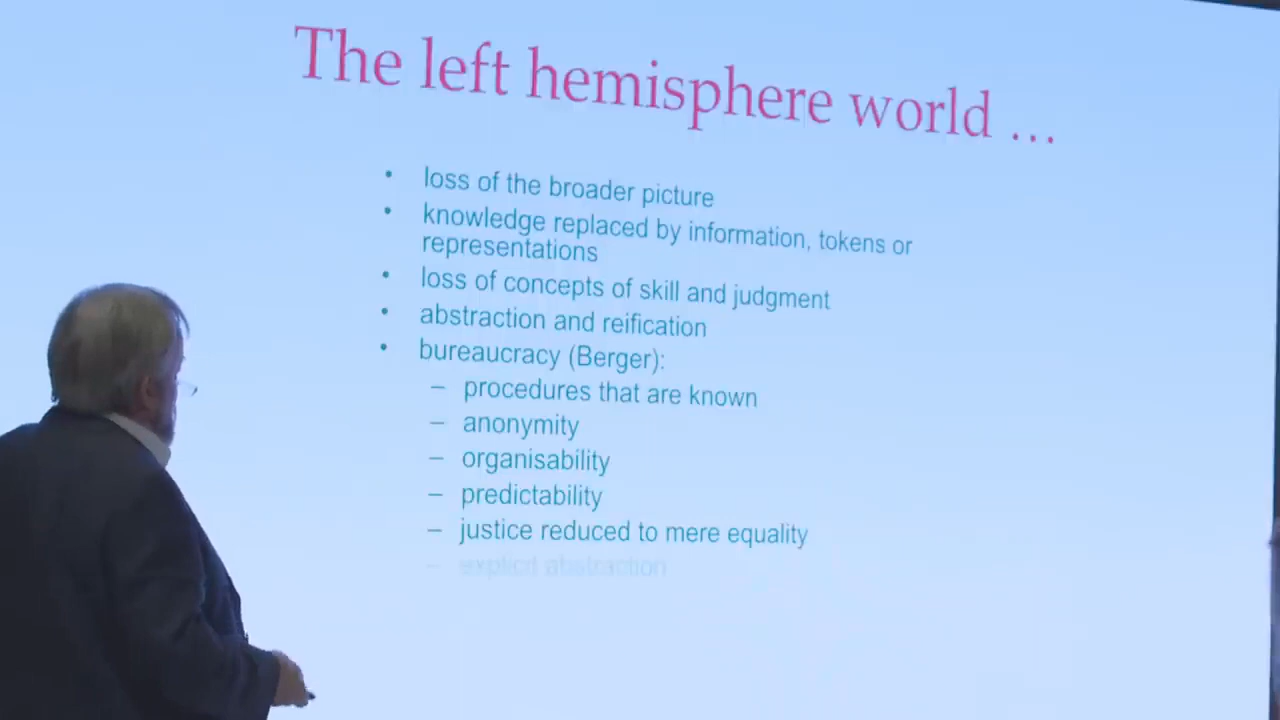 The left hemisphere world ...
• loss of the broader picture
• knowledge replaced by information, tokens or
representations
• loss of concepts of skill and judgment
• abstraction and reification
• bureaucracy (Berger):
– procedures that are known
– anonymity
– organisability
– predictability
– justice reduced to mere equality
– explicit abstraction